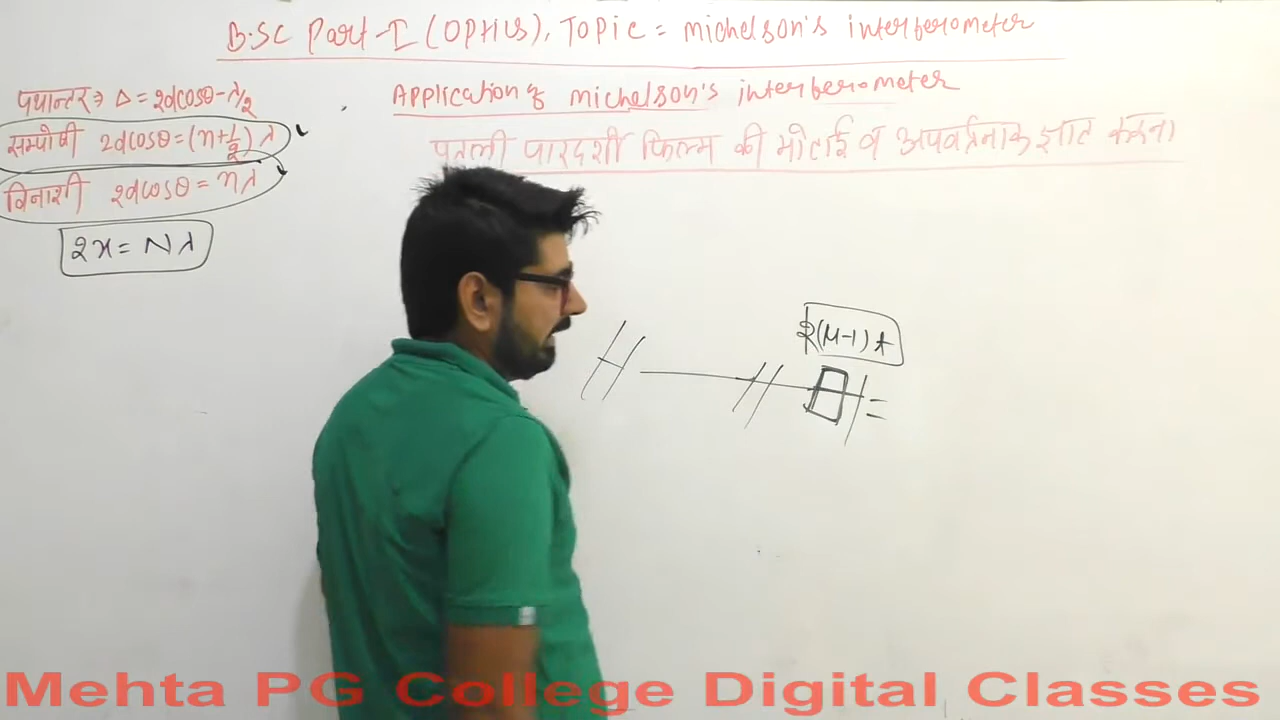 B.SC Part-I (OPtics), Topic = michelson's interferometer
Application of michelson's interferometer
पतली पारदर्शी फिल्म की मोटाई व अपवर्तनांक ज्ञात करना
पथान्तर⇒ Δ = 2dcosθ - λ/2
सम्पोषी 2dcosθ = (n+1/2) λ
विनाशी 2dcosθ = nλ
2x = Nλ
2(μ-1) t
Mehta PG College Digital Classes